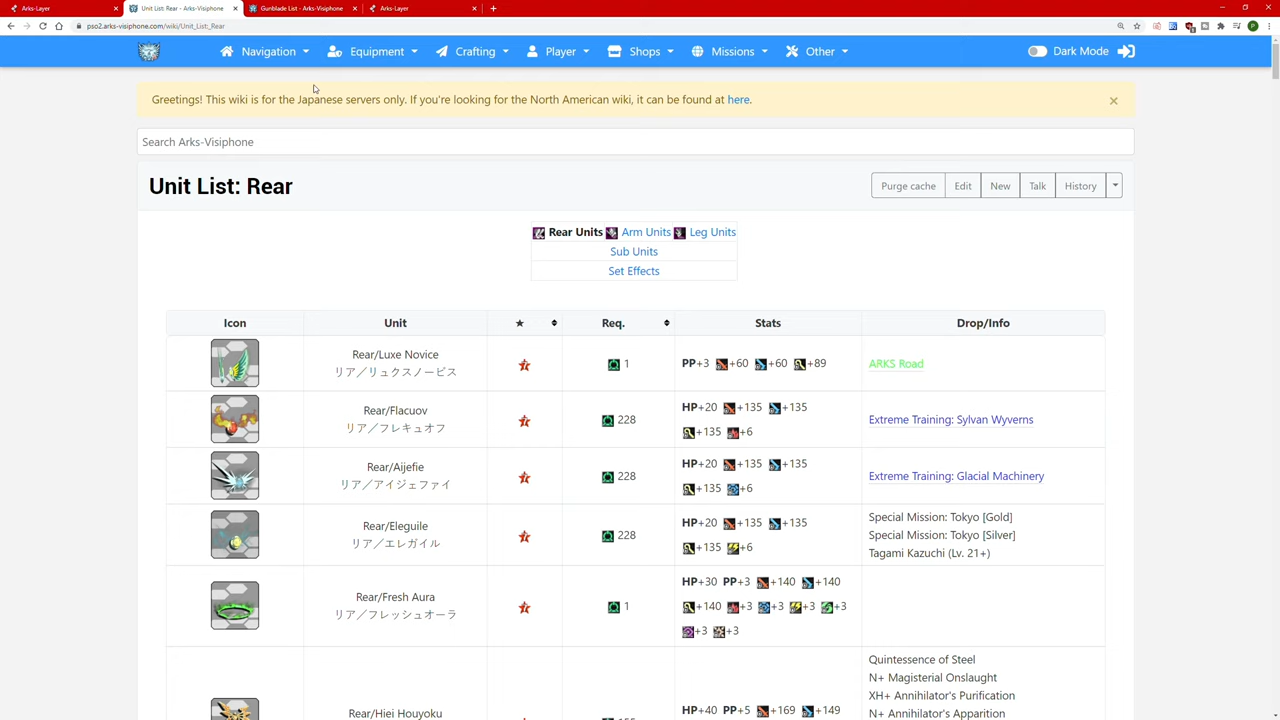 Arks-Layer
Unit List: Rear - Arks-Visiphone
Gunblade List - Arks-Visiphone
Arks-Layer
pso2.arks-visiphone.com/wiki/Unit_List:_Rear
Navigation
Equipment
Crafting
Player
Shops
Missions
Other
Dark Mode
Greetings! This wiki is for the Japanese servers only. If you're looking for the North American wiki, it can be found at here.
Search Arks-Visiphone
Unit List: Rear
Purge cache
Edit
New
Talk
History
Rear Units Arm Units Leg Units
Sub Units
Set Effects
Icon Unit ★ Req. Stats Drop/Info
Rear/Luxe Novice
リア／リュクスノービス
1
PP+3 +60 +60 +89
ARKS Road
Rear/Flacuov
リア／フレキュオフ
228
HP+20 +135 +135
+135 +6
Extreme Training: Sylvan Wyverns
Rear/Aijefie
リア／アイジェファイ
228
HP+20 +135 +135
+135 +6
Extreme Training: Glacial Machinery
Rear/Eleguile
リア／エレガイル
228
HP+20 +135 +135
+135 +6
Special Mission: Tokyo [Gold]
Special Mission: Tokyo [Silver]
Tagami Kazuchi (Lv. 21+)
Rear/Fresh Aura
リア／フレッシュオーラ
1
HP+30 PP+3 +140 +140
+140 +3 +3 +3 +3
+3 +3
Rear/Hiei Houyoku
155
HP+40 PP+5 +169 +149
Quintessence of Steel
N+ Magisterial Onslaught
XH+ Annihilator's Purification
N+ Annihilator's Apparition